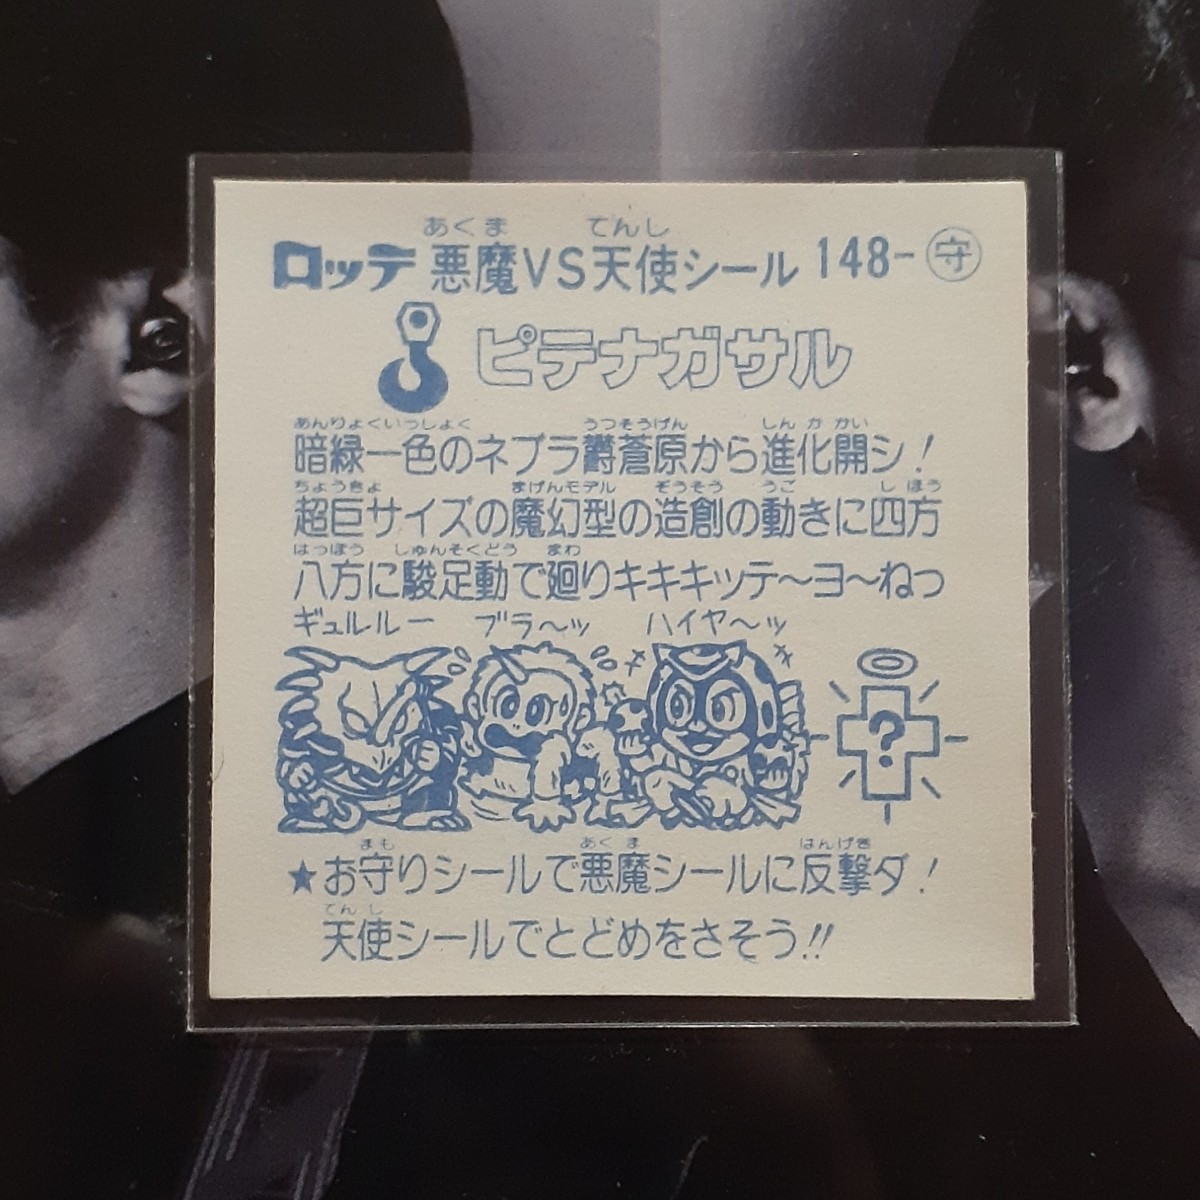 あくま てんし
ロッテ 悪魔VS天使シール 148-守
ピテナガサル
あんりょくいっしょく うつそうげん しんかかい
暗緑一色のネブラ欝蒼原から進化開シ!
ちょうきょ まげんモデル ぞうそう うご しほう
超巨サイズの魔幻型の造創の動きに四方
はっぽう しゅんそくどう まわ
八方に駿足動で廻りキキキッテ〜ヨ〜ねっ
ギュルルー ブラ〜ッ ハイヤ〜ッ
?
まも あくま はんげき
★お守りシールで悪魔シールに反撃ダ!
てんし
天使シールでとどめをさそう!!